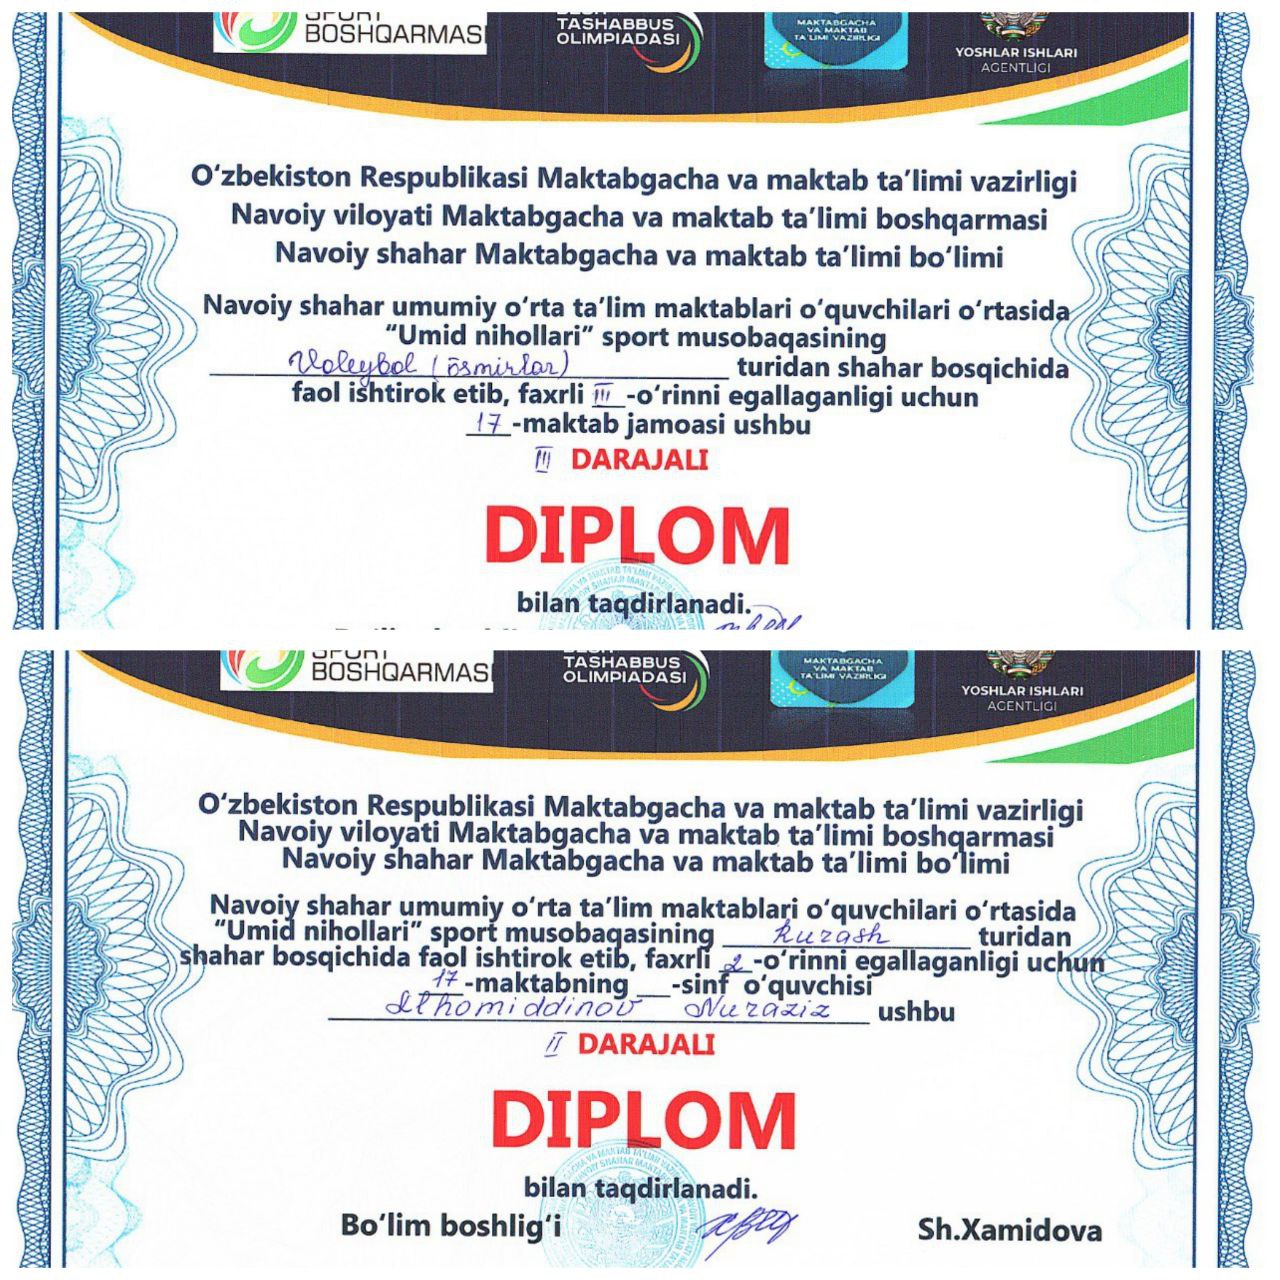 SPORT
BOSHQARMASI
TASHABBUS
OLIMPIADASI
MAKTABGACHA
VA MAKTAB
TA'LIMI VAZIRLIGI
YOSHLAR ISHLARI
AGENTLIGI
O‘zbekiston Respublikasi Maktabgacha va maktab ta’limi vazirligi
Navoiy viloyati Maktabgacha va maktab ta’limi boshqarmasi
Navoiy shahar Maktabgacha va maktab ta’limi bo‘limi
Navoiy shahar umumiy o‘rta ta’lim maktablari o‘quvchilari o‘rtasida
“Umid nihollari” sport musobaqasining
Voleybol (ösmirlar) turidan shahar bosqichida
faol ishtirok etib, faxrli III -o‘rinni egallaganligi uchun
17-maktab jamoasi ushbu
III DARAJALI
DIPLOM
bilan taqdirlanadi.
SPORT
BOSHQARMASI
TASHABBUS
OLIMPIADASI
MAKTABGACHA
VA MAKTAB
TA'LIMI VAZIRLIGI
YOSHLAR ISHLARI
AGENTLIGI
O‘zbekiston Respublikasi Maktabgacha va maktab ta’limi vazirligi
Navoiy viloyati Maktabgacha va maktab ta’limi boshqarmasi
Navoiy shahar Maktabgacha va maktab ta’limi bo‘limi
Navoiy shahar umumiy o‘rta ta’lim maktablari o‘quvchilari o‘rtasida
“Umid nihollari” sport musobaqasining kurash turidan
shahar bosqichida faol ishtirok etib, faxrli 2 -o‘rinni egallaganligi uchun
17-maktabning ___-sinf o‘quvchisi
Ilhomiddinov Nuraziz ushbu
II DARAJALI
DIPLOM
bilan taqdirlanadi.
Bo‘lim boshlig‘i Sh.Xamidova